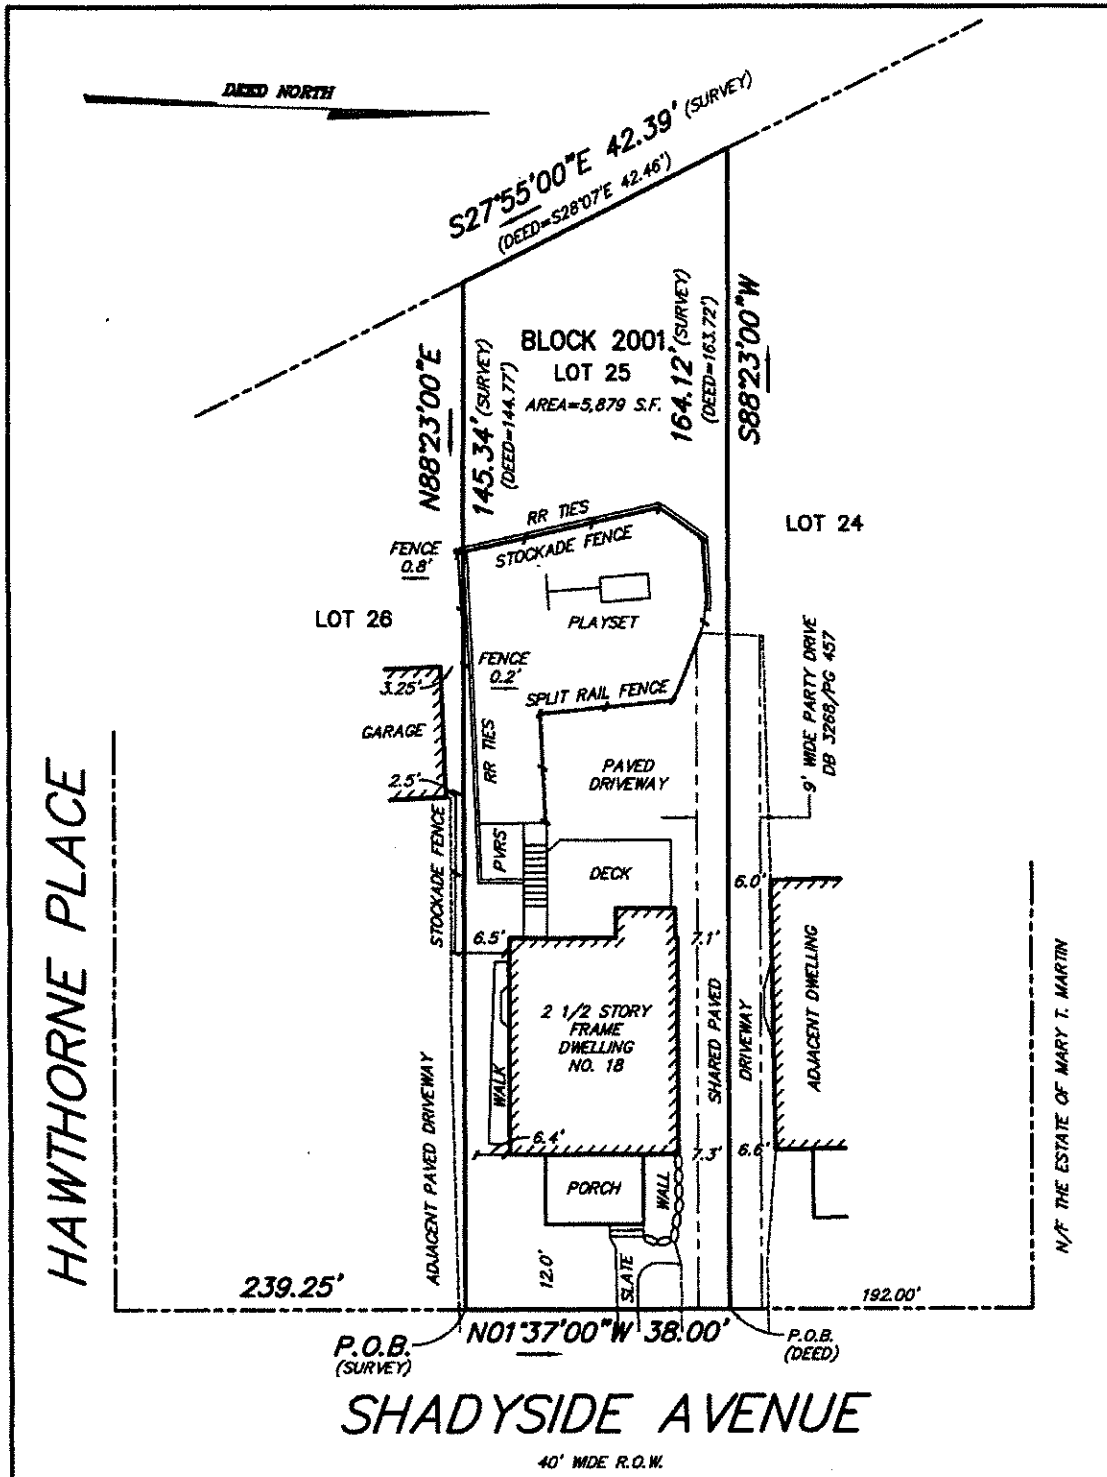 DEED NORTH
S27°55'00"E 42.39' (SURVEY)
(DEED=S28°07'E 42.46')
BLOCK 2001.
LOT 25
AREA=5,879 S.F.
N88°23'00"E
145.34' (SURVEY)
(DEED=144.77')
164.12' (SURVEY)
(DEED=163.72')
S88°23'00"W
LOT 24
RR TIES
STOCKADE FENCE
FENCE
0.8'
LOT 26
PLAYSET
FENCE
0.2'
SPLIT RAIL FENCE
3.25'
GARAGE
2.5'
RR TIES
PAVED
DRIVEWAY
9' WIDE PARTY DRIVE
DB 3268/PG 457
STOCKADE FENCE
PVRS
DECK
6.0'
6.5'
7.1'
2 1/2 STORY
FRAME
DWELLING
NO. 18
WALK
SHARED PAVED
DRIVEWAY
ADJACENT DWELLING
N/F THE ESTATE OF MARY T. MARTIN
HAWTHORNE PLACE
ADJACENT PAVED DRIVEWAY
6.4'
7.3'
6.6'
PORCH
WALL
12.0'
SLATE
239.25'
192.00'
P.O.B.
(SURVEY)
N01°37'00"W 38.00'
P.O.B.
(DEED)
SHADYSIDE AVENUE
40' WIDE R.O.W.